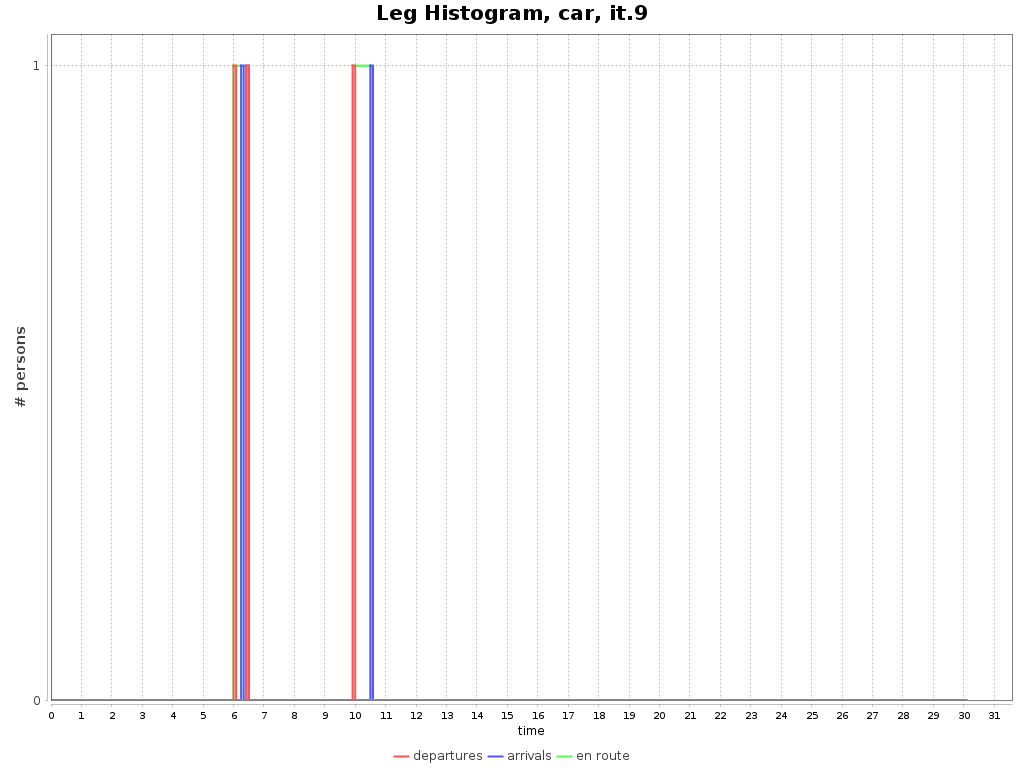 Leg Histogram, car, it.9
# persons
1
0
0 1 2 3 4 5 6 7 8 9 10 11 12 13 14 15 16 17 18 19 20 21 22 23 24 25 26 27 28 29 30 31
time
departures arrivals en route